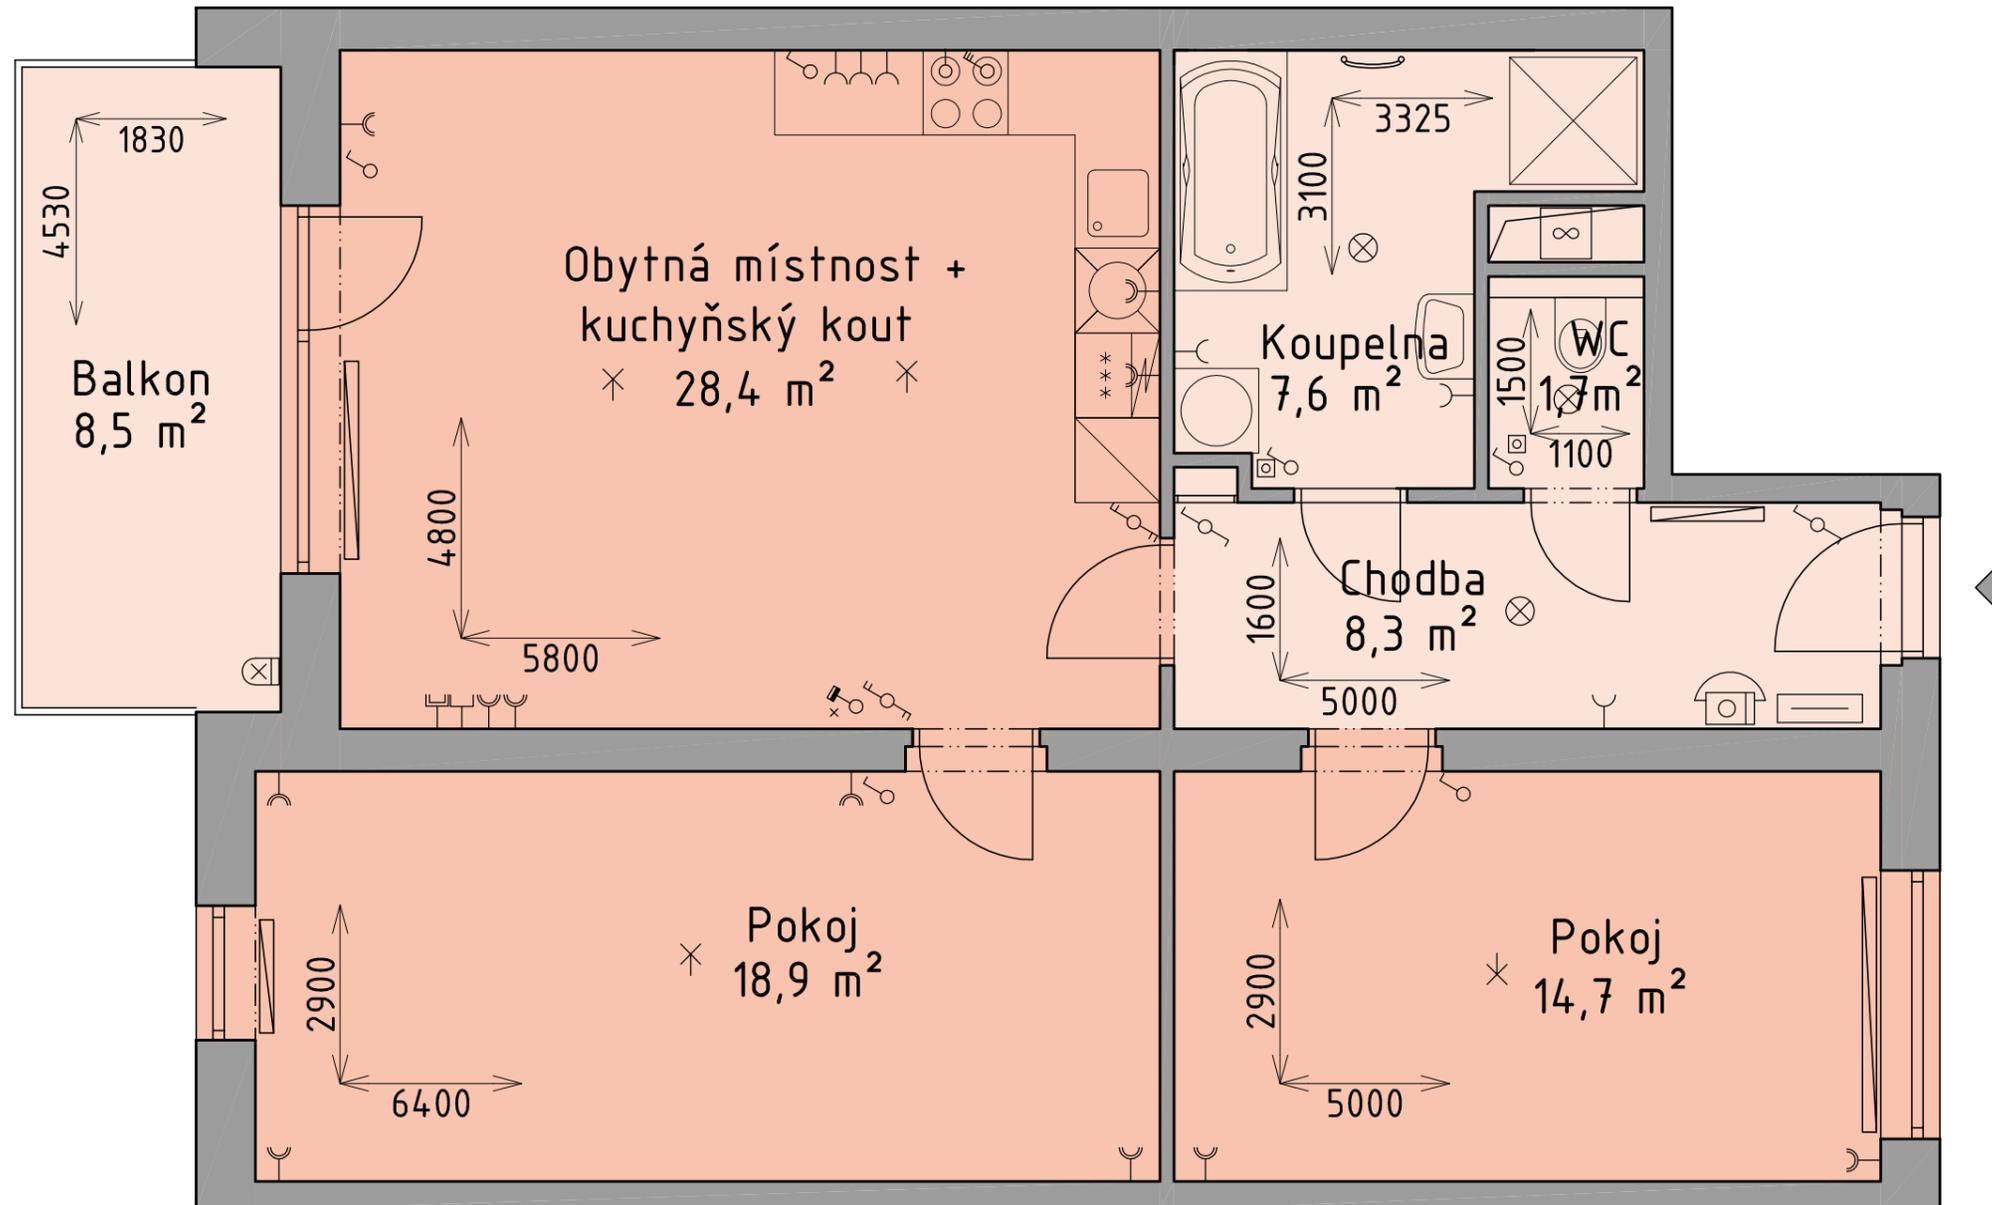 1830
4530
Balkon
8,5 m²
Obytná místnost +
kuchyňský kout
28,4 m²
4800
5800
3325
3100
Koupelna
7,6 m²
WC
1,7m²
1500
1100
Chodba
8,3 m²
1600
5000
Pokoj
18,9 m²
2900
6400
Pokoj
14,7 m²
2900
5000